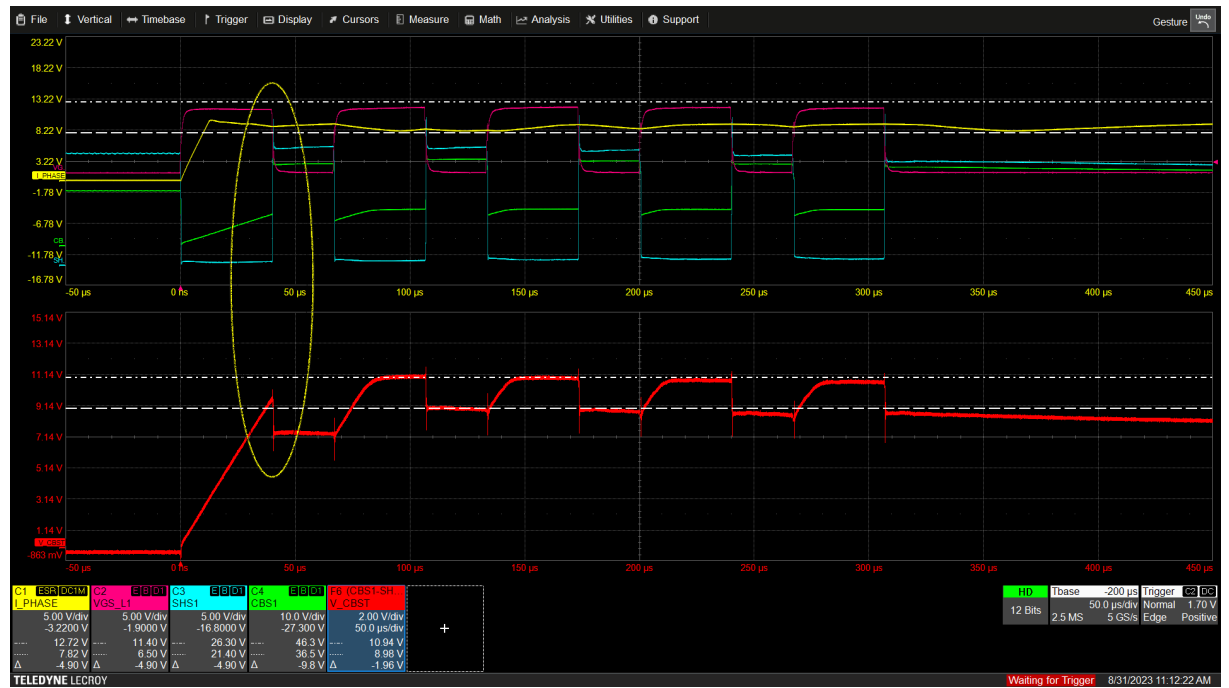 File Vertical Timebase Trigger Display Cursors Measure Math Analysis Utilities Support Gesture Undo
23.22 V
18.22 V
13.22 V
8.22 V
3.22 V
I_PHASE
-1.78 V
-6.78 V
CB
-11.78 V
SH
-16.78 V
-50 µs 0 ns 50 µs 100 µs 150 µs 200 µs 250 µs 300 µs 350 µs 400 µs 450 µs
15.14 V
13.14 V
11.14 V
9.14 V
7.14 V
5.14 V
3.14 V
1.14 V
V_CBST
-863 mV
-50 µs 0 ns 50 µs 100 µs 150 µs 200 µs 250 µs 300 µs 350 µs 400 µs 450 µs
C1 ESR DC1M C2 E B D1 C3 E B D1 C4 E B D1 F6 (CBS1-SH...
I_PHASE VGS_L1 SHS1 CBS1 V_CBST
5.00 V/div 5.00 V/div 5.00 V/div 10.0 V/div 2.00 V/div
-3.2200 V -1.9000 V -16.8000 V -27.300 V 50.0 µs/div
12.72 V 11.40 V 26.30 V 46.3 V 10.94 V
7.82 V 6.50 V 21.40 V 36.5 V 8.98 V
Δ -4.90 V Δ -4.90 V Δ -4.90 V Δ -9.8 V Δ -1.96 V
HD Tbase -200 µs Trigger C2 DC
12 Bits 50.0 µs/div Normal 1.70 V
2.5 MS 5 GS/s Edge Positive
TELEDYNE LECROY Waiting for Trigger 8/31/2023 11:12:22 AM